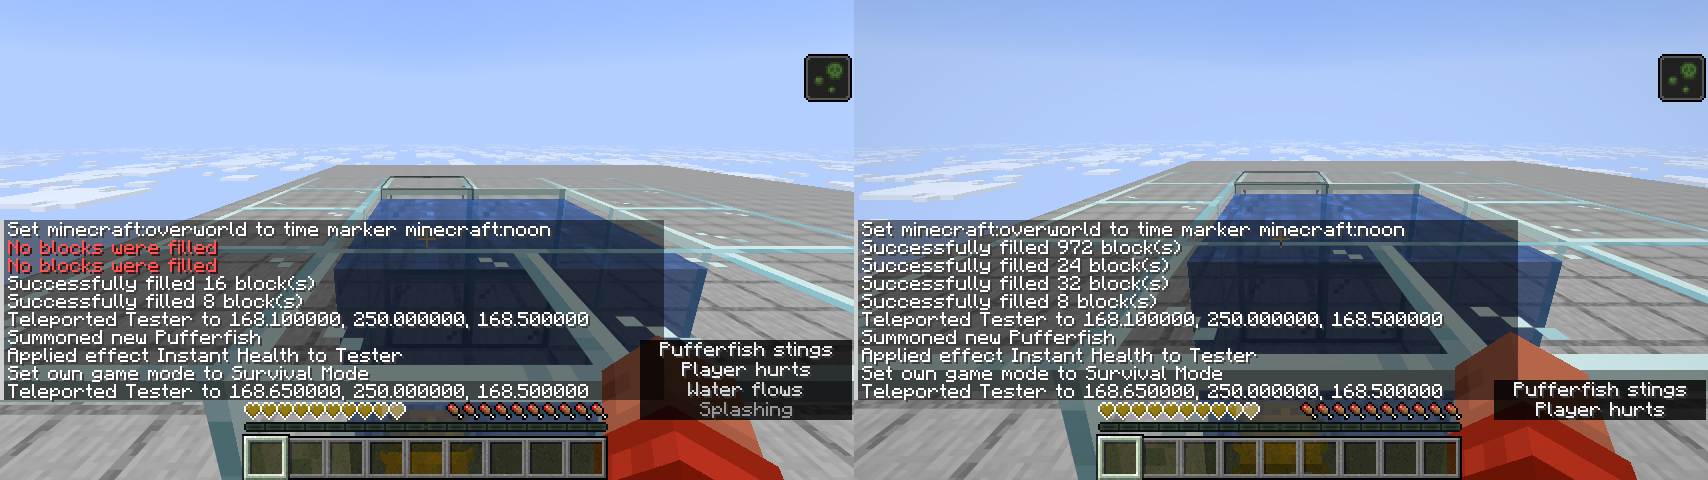 Set minecraft:overworld to time marker minecraft:noon
No blocks were filled
No blocks were filled
Successfully filled 16 block(s)
Successfully filled 8 block(s)
Teleported Tester to 168.100000, 250.000000, 168.500000
Summoned new Pufferfish
Applied effect Instant Health to Tester
Set own game mode to Survival Mode
Teleported Tester to 168.650000, 250.000000, 168.500000
Pufferfish stings
Player hurts
Water flows
Splashing
Set minecraft:overworld to time marker minecraft:noon
Successfully filled 972 block(s)
Successfully filled 24 block(s)
Successfully filled 32 block(s)
Successfully filled 8 block(s)
Teleported Tester to 168.100000, 250.000000, 168.500000
Summoned new Pufferfish
Applied effect Instant Health to Tester
Set own game mode to Survival Mode
Teleported Tester to 168.650000, 250.000000, 168.500000
Pufferfish stings
Player hurts